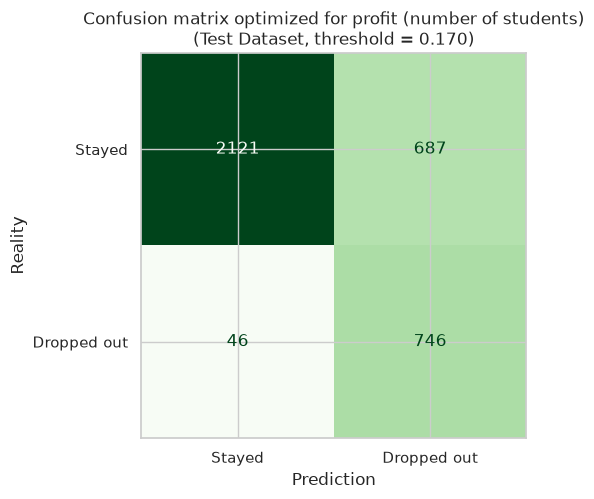 Confusion matrix optimized for profit (number of students)
(Test Dataset, threshold = 0.170)
Stayed
2121
687
Reality
Dropped out
46
746
Stayed
Dropped out
Prediction